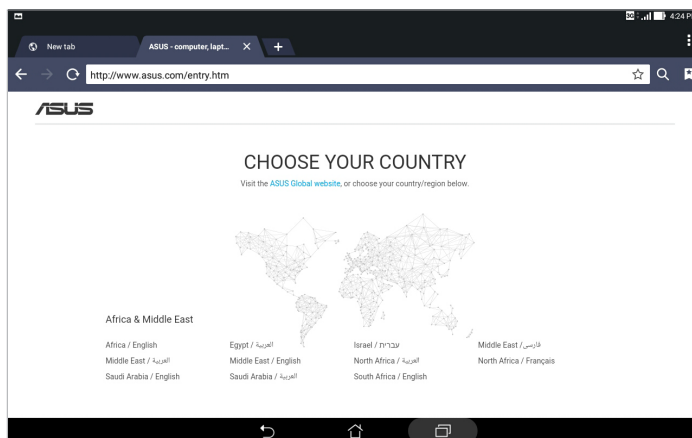 3G 4:24 P
New tab ASUS - computer, lapt...
http://www.asus.com/entry.htm
ASUS
CHOOSE YOUR COUNTRY
Visit the ASUS Global website, or choose your country/region below.
Africa & Middle East
Africa / English Egypt / العربية Israel / עברית Middle East / فارسی
Middle East / العربية Middle East / English North Africa / العربية North Africa / Français
Saudi Arabia / English Saudi Arabia / العربية South Africa / English